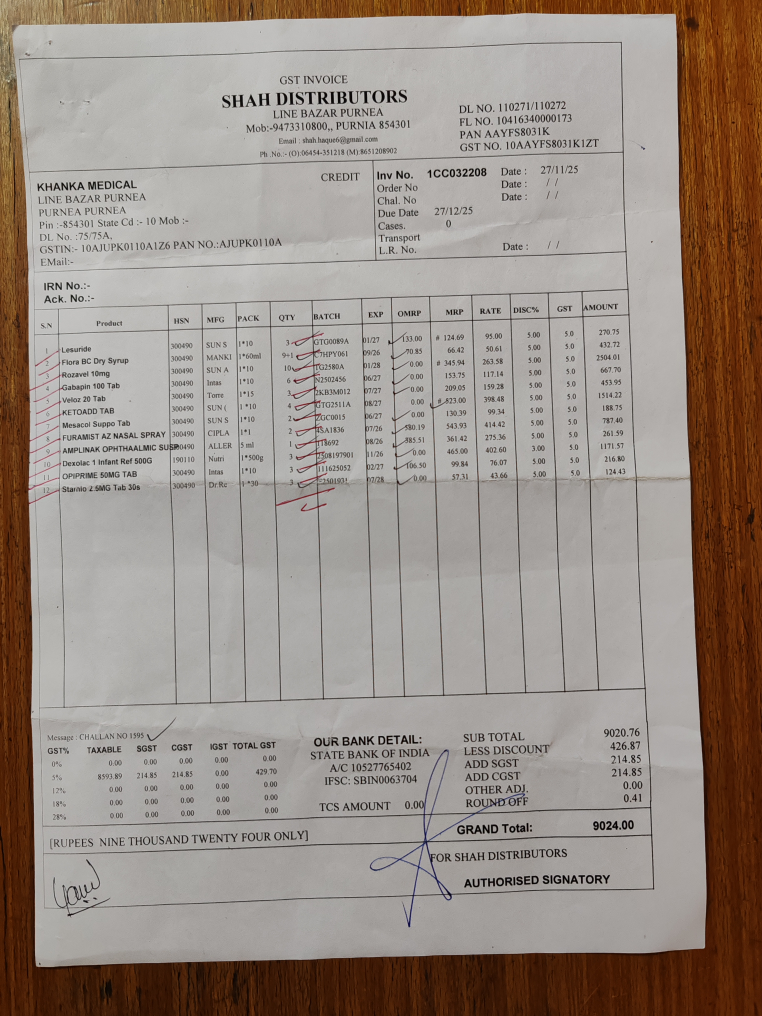 GST INVOICE
SHAH DISTRIBUTORS
LINE BAZAR PURNEA
Mob:-9473310800,, PURNIA 854301
Email : shah.haque6@gmail.com
Ph .No.:- (O):06454-351218 (M):8651208902
DL NO. 110271/110272
FL NO. 10416340000173
PAN AAYFS8031K
GST NO. 10AAYFS8031K1ZT
KHANKA MEDICAL CREDIT
LINE BAZAR PURNEA
PURNEA PURNEA
Pin :-854301 State Cd :- 10 Mob :-
DL No. :75/75A,
GSTIN:- 10AJUPK0110A1Z6 PAN NO.:AJUPK0110A
EMail:-
Inv No. 1CC032208 Date : 27/11/25
Order No Date : / /
Chal. No Date : / /
Due Date 27/12/25
Cases. 0
Transport
L.R. No. Date : / /
IRN No.:-
Ack. No.:-
S.N Product HSN MFG PACK QTY BATCH EXP OMRP MRP RATE DISC% GST AMOUNT
1 Lesuride 300490 SUN S 1*10 3 GTG0089A 01/27 133.00 # 124.69 95.00 5.00 5.0 270.75
2 Flora BC Dry Syrup 300490 MANKI 1*60ml 9+1 C7HPY061 09/26 70.85 66.42 50.61 5.00 5.0 432.72
3 Rozavel 10mg 300490 SUN A 1*10 10 TG2580A 01/28 0.00 # 345.94 263.58 5.00 5.0 2504.01
4 Gabapin 100 Tab 300490 Intas 1*10 6 N2502456 06/27 0.00 153.75 117.14 5.00 5.0 667.70
5 Veloz 20 Tab 300490 Torre 1*15 3 2KB3M012 07/27 0.00 209.05 159.28 5.00 5.0 453.95
6 KETOADD TAB 300490 SUN ( 1 *10 4 GTG2511A 08/27 0.00 # 823.00 398.48 5.00 5.0 1514.22
7 Mesacol Suppo Tab 300490 SUN S 1*10 2 ZGC0015 06/27 0.00 130.39 99.34 5.00 5.0 188.75
8 FURAMIST AZ NASAL SPRAY 300490 CIPLA 1*1 2 4SA1836 07/26 580.19 543.93 414.42 5.00 5.0 787.40
9 AMPLINAK OPHTHAALMIC SUSP 300490 ALLER 5 ml 1 118692 08/26 385.51 361.42 275.36 5.00 5.0 261.59
10 Dexolac 1 Infant Ref 500G 190110 Nutri 1*500g 3 2508197901 11/26 0.00 465.00 402.60 5.00 5.0 1171.57
11 OPIPRIME 50MG TAB 300490 Intas 1*10 3 111625052 02/27 106.50 99.84 76.07 5.00 5.0 216.80
12 Starnio 2.5MG Tab 30s 300490 Dr.Re 1 *30 3 07/28 0.00 57.31 43.66 5.00 5.0 124.43
Message : CHALLAN NO 1595
GST% TAXABLE SGST CGST IGST TOTAL GST
0% 0.00 0.00 0.00 0.00 0.00
5% 8593.89 214.85 214.85 0.00 429.70
12% 0.00 0.00 0.00 0.00 0.00
18% 0.00 0.00 0.00 0.00 0.00
28% 0.00 0.00 0.00 0.00 0.00
OUR BANK DETAIL:
STATE BANK OF INDIA
A/C 10527765402
IFSC: SBIN0063704
TCS AMOUNT 0.00
SUB TOTAL 9020.76
LESS DISCOUNT 426.87
ADD SGST 214.85
ADD CGST 214.85
OTHER ADJ. 0.00
ROUND OFF 0.41
[RUPEES NINE THOUSAND TWENTY FOUR ONLY]
GRAND Total: 9024.00
FOR SHAH DISTRIBUTORS
AUTHORISED SIGNATORY